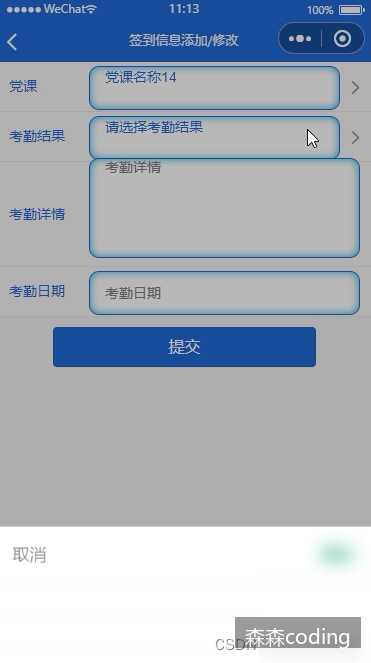 WeChat 11:13 100%
签到信息添加/修改
党课 党课名称14
考勤结果 请选择考勤结果
考勤详情 考勤详情
考勤日期 考勤日期
提交
取消
CSDN 森森coding